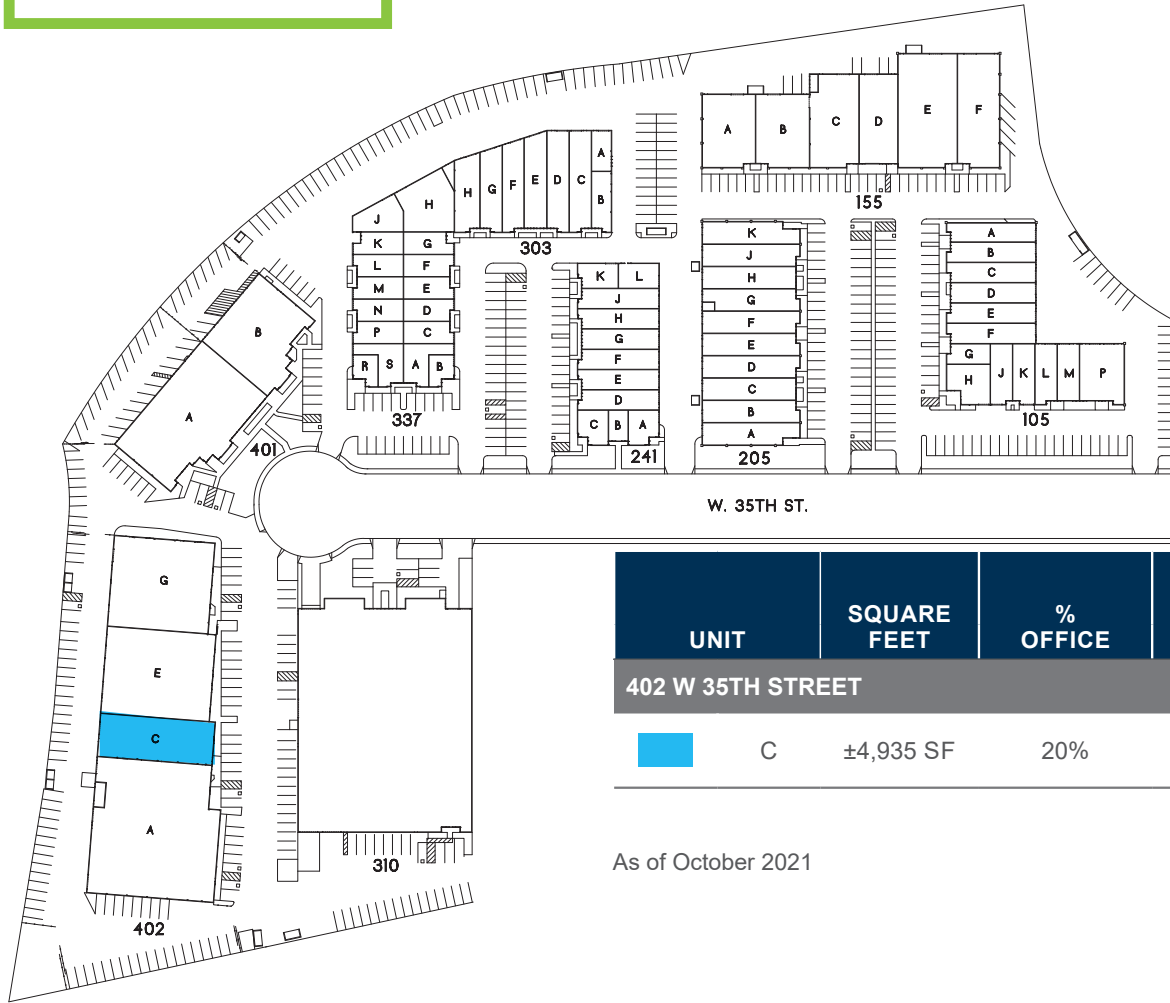 A
B
C
D
E
F
155
A
B
C
D
E
F
G
H
303
J
H
K
G
L
F
M
E
N
D
P
C
R
S
A
B
337
K
L
J
H
G
F
E
D
C
B
A
241
K
J
H
G
F
E
D
C
B
A
205
A
B
C
D
E
F
G
H
J
K
L
M
P
105
B
A
401
W. 35TH ST.
G
E
C
A
402
310
UNIT
SQUARE
FEET
%
OFFICE
402 W 35TH STREET
C ±4,935 SF 20%
As of October 2021